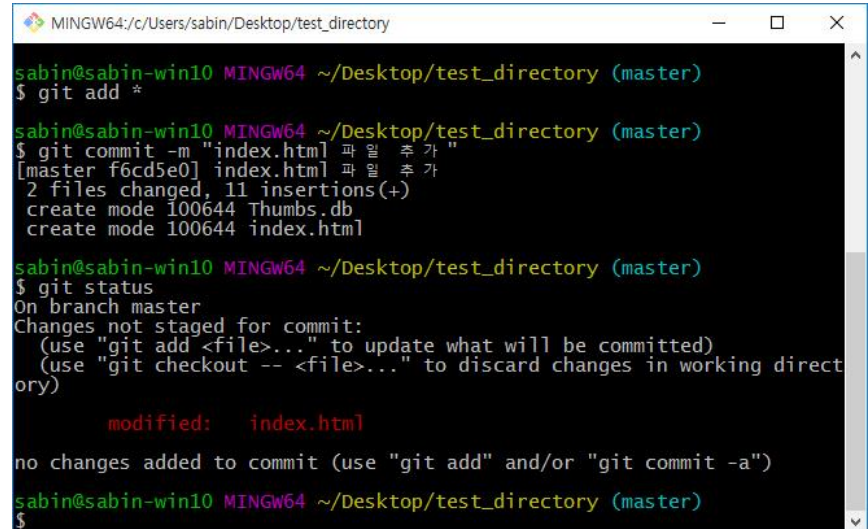 MINGW64:/c/Users/sabin/Desktop/test_directory
sabin@sabin-win10 MINGW64 ~/Desktop/test_directory (master)
$ git add *
sabin@sabin-win10 MINGW64 ~/Desktop/test_directory (master)
$ git commit -m "index.html 파일 추가"
[master f6cd5e0] index.html 파일 추가
2 files changed, 11 insertions(+)
create mode 100644 Thumbs.db
create mode 100644 index.html
sabin@sabin-win10 MINGW64 ~/Desktop/test_directory (master)
$ git status
On branch master
Changes not staged for commit:
(use "git add <file>..." to update what will be committed)
(use "git checkout -- <file>..." to discard changes in working direct
ory)
modified:   index.html
no changes added to commit (use "git add" and/or "git commit -a")
sabin@sabin-win10 MINGW64 ~/Desktop/test_directory (master)
$